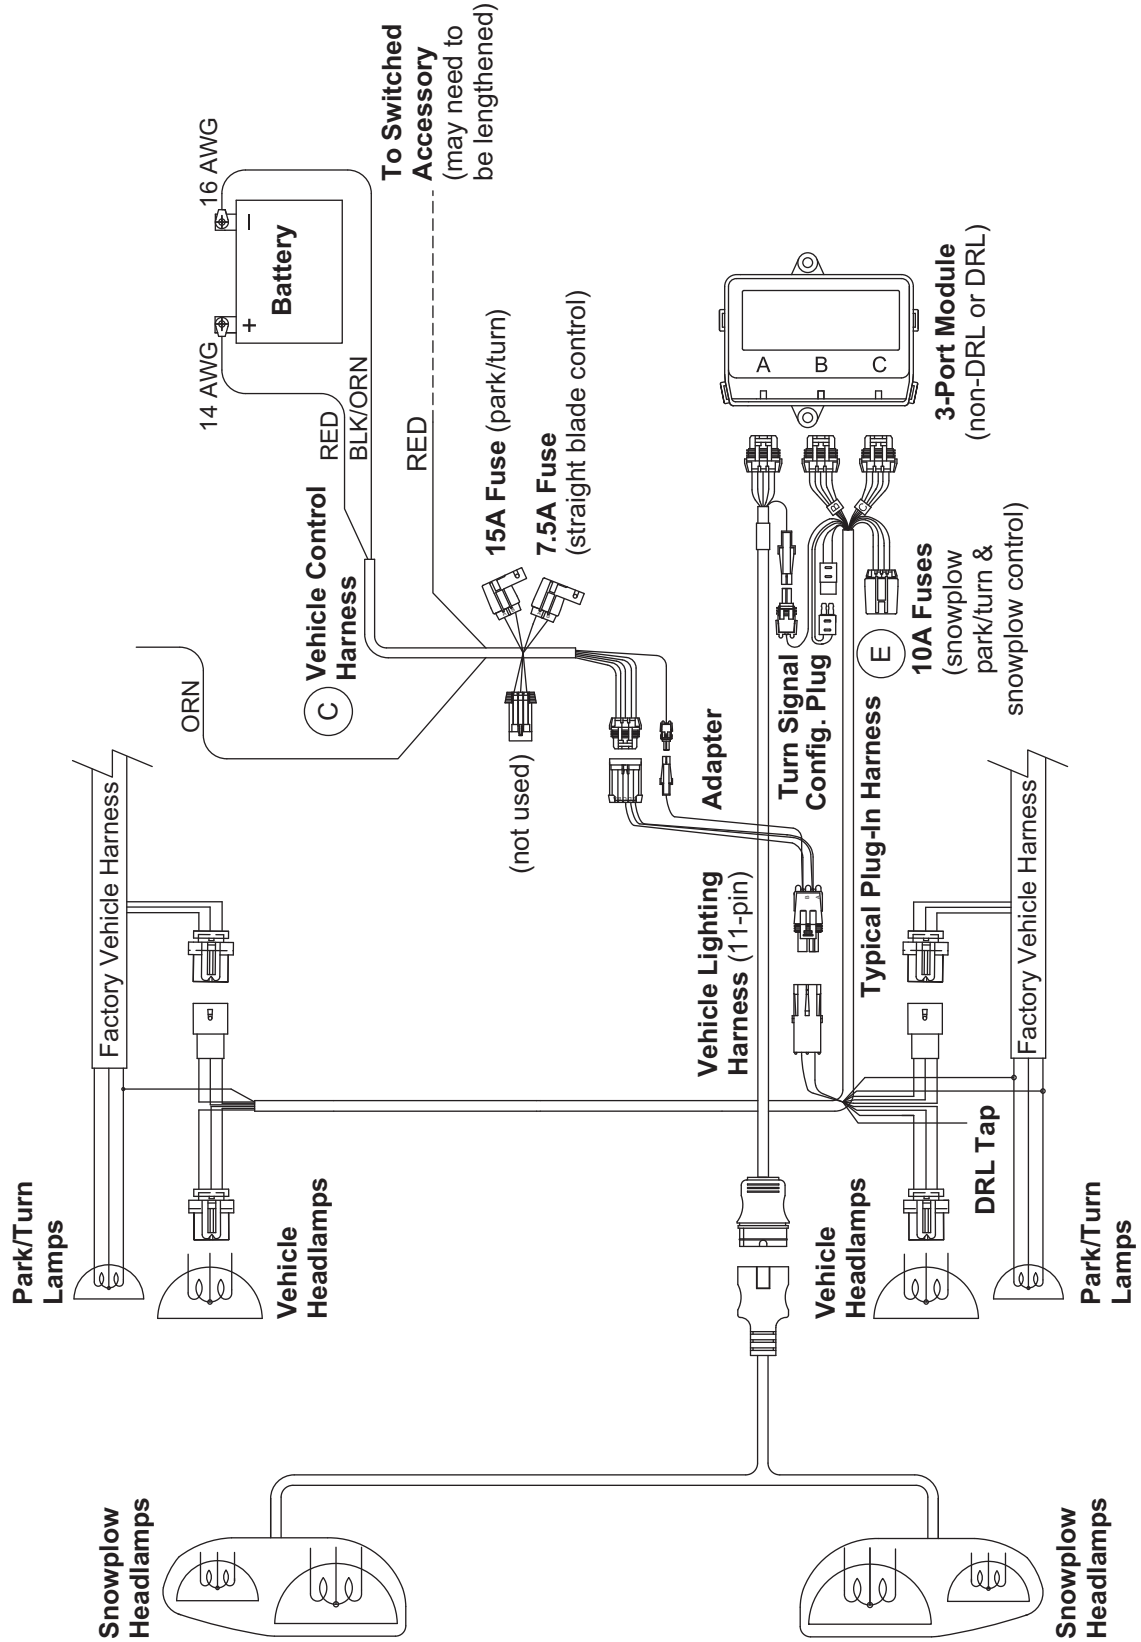 Snowplow
Headlamps
Park/Turn
Lamps
Vehicle
Headlamps
Factory Vehicle Harness
ORN
C
Vehicle Control
Harness
14 AWG
16 AWG
+
–
Battery
RED
BLK/ORN
To Switched
Accessory
(may need to
be lengthened)
RED
15A Fuse (park/turn)
7.5A Fuse
(straight blade control)
(not used)
Adapter
Vehicle Lighting
Harness (11-pin)
Turn Signal
Config. Plug
Typical Plug-In Harness
E
10A Fuses
(snowplow
park/turn &
snowplow control)
B
C
A
B
C
3-Port Module
(non-DRL or DRL)
Vehicle
Headlamps
DRL Tap
Factory Vehicle Harness
Park/Turn
Lamps
Snowplow
Headlamps